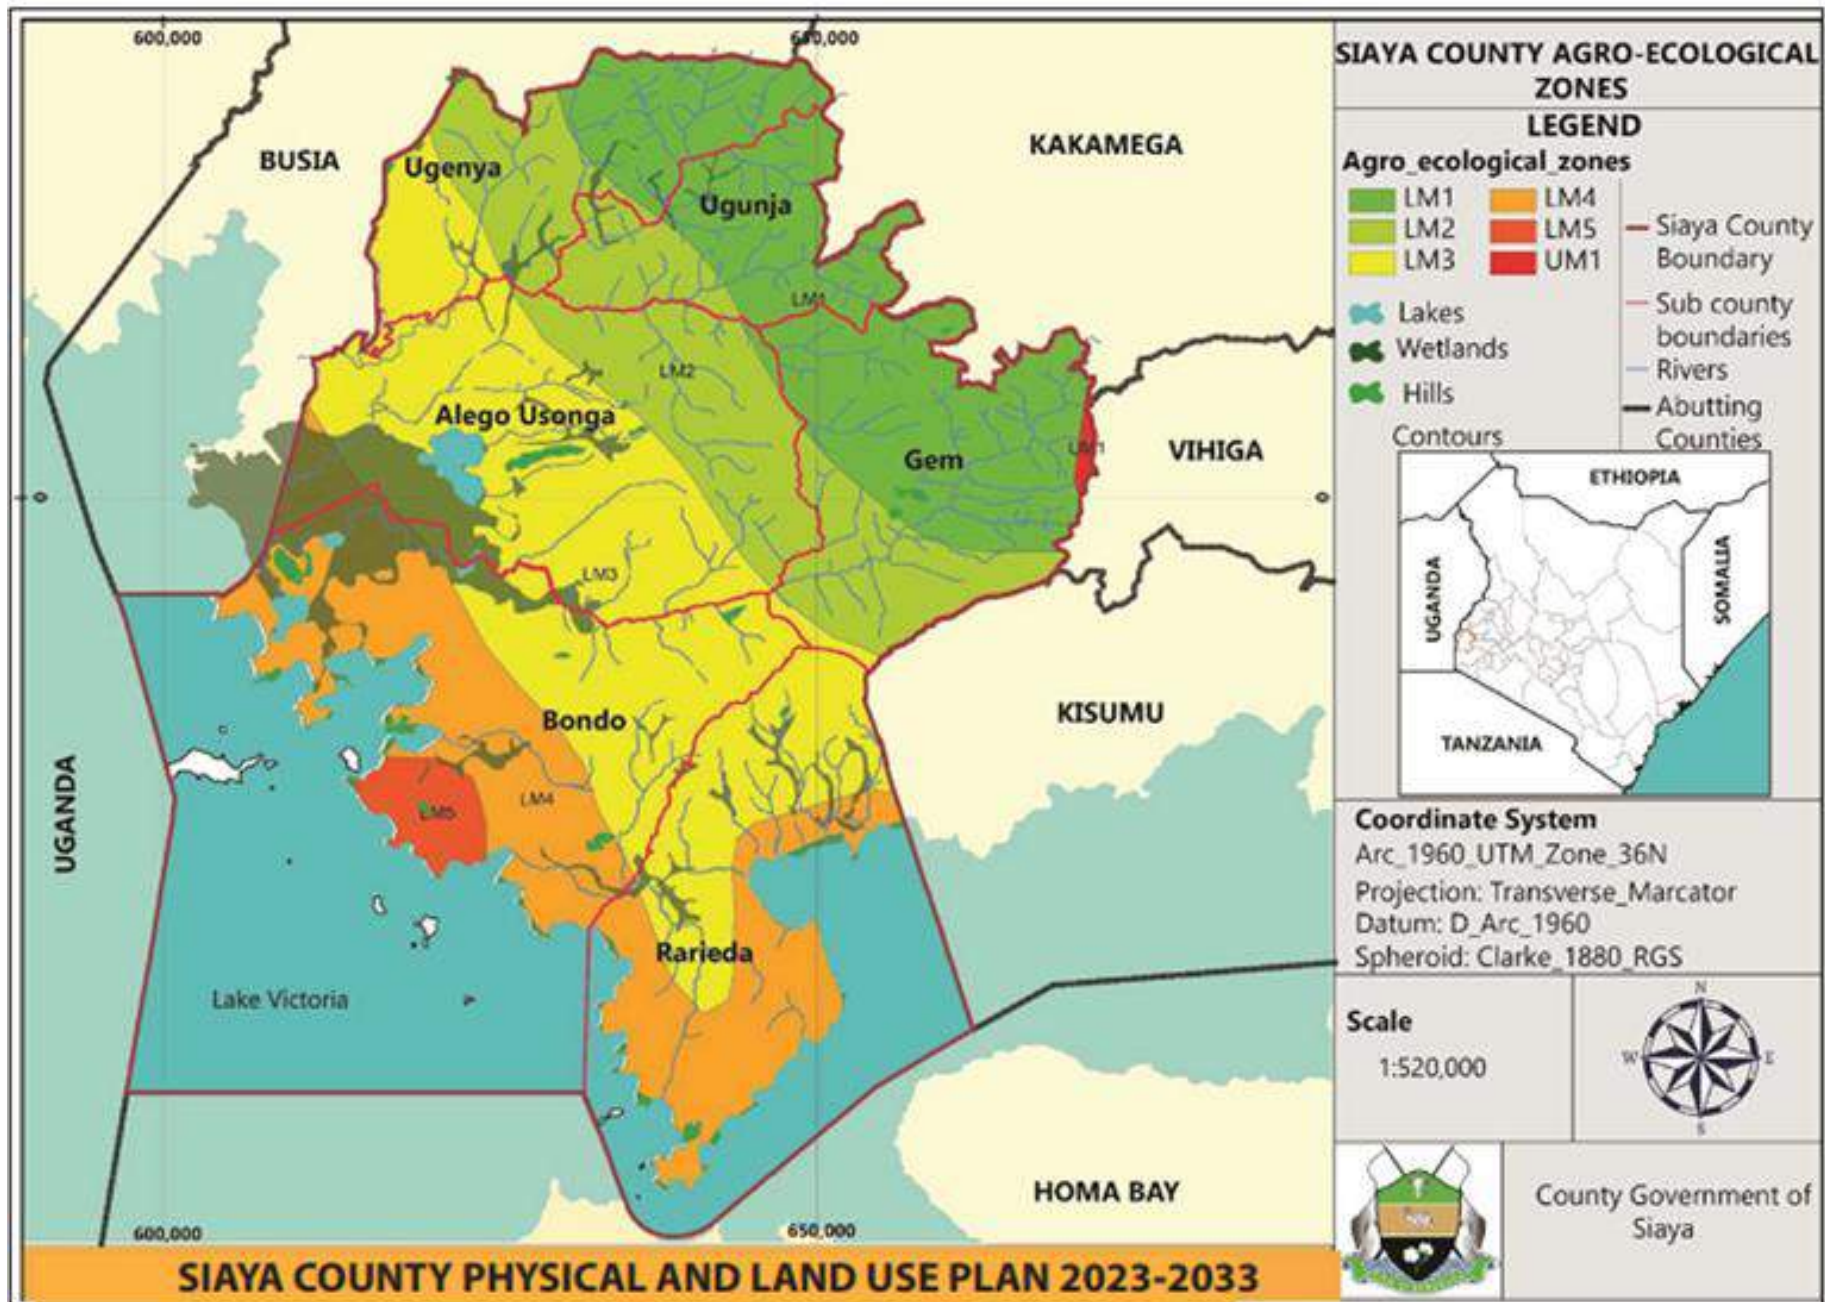 600,000
650,000
BUSIA
KAKAMEGA
Ugenya
Ugunja
LM1
LM2
Alego Usonga
Gem
VIHIGA
0
0
LM3
Bondo
KISUMU
LM4
LM5
UGANDA
Rarieda
Lake Victoria
HOMA BAY
600,000
650,000
SIAYA COUNTY PHYSICAL AND LAND USE PLAN 2023-2033
SIAYA COUNTY AGRO-ECOLOGICAL
ZONES
LEGEND
Agro_ecological_zones
LM1
LM2
LM3
LM4
LM5
UM1
Lakes
Wetlands
Hills
Contours
Siaya County
Boundary
Sub county
boundaries
Rivers
Abutting
Counties
ETHIOPIA
UGANDA
SOMALIA
TANZANIA
Coordinate System
Arc_1960_UTM_Zone_36N
Projection: Transverse_Marcator
Datum: D_Arc_1960
Spheroid: Clarke_1880_RGS
Scale
1:520,000
N
W
E
S
County Government of
Siaya